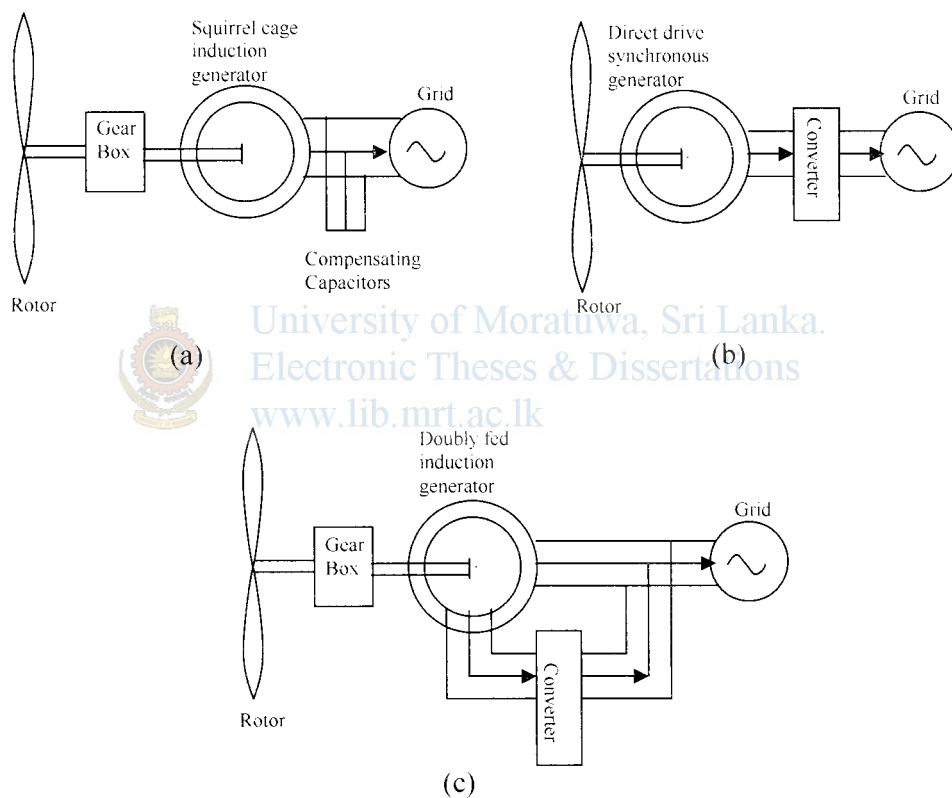 Squirrel cage
induction
generator
Grid
Gear
Box
Compensating
Capacitors
Rotor
(a)
Direct drive
synchronous
generator
Grid
Converter
Rotor
(b)
University of Moratuwa, Sri Lanka.
Electronic Theses & Dissertations
www.lib.mrt.ac.lk
Doubly fed
induction
generator
Grid
Gear
Box
Converter
Rotor
(c)